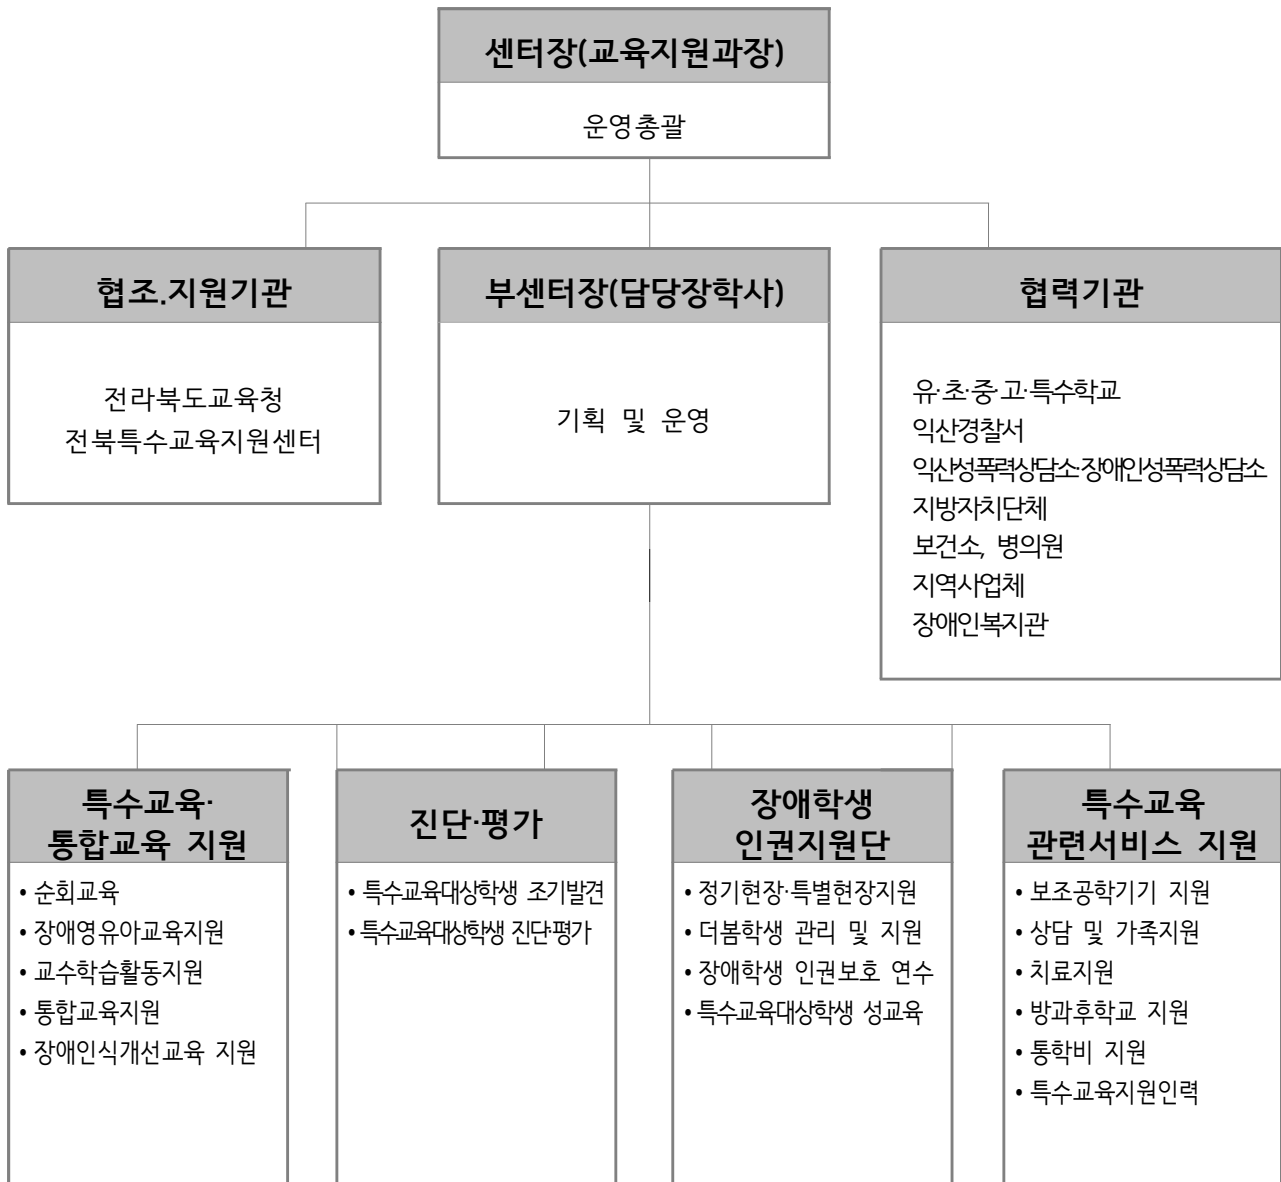 센터장(교육지원과장)
운영총괄
협조.지원기관
전라북도교육청
전북특수교육지원센터
부센터장(담당장학사)
기획 및 운영
협력기관
유·초·중·고·특수학교
익산경찰서
익산성폭력상담소·장애인성폭력상담소
지방자치단체
보건소, 병의원
지역사업체
장애인복지관
특수교육·
통합교육 지원
• 순회교육
• 장애영유아교육지원
• 교수학습활동지원
• 통합교육지원
• 장애인식개선교육 지원
진단·평가
• 특수교육대상학생 조기발견
• 특수교육대상학생 진단·평가
장애학생
인권지원단
• 정기현장·특별현장지원
• 더봄학생 관리 및 지원
• 장애학생 인권보호 연수
• 특수교육대상학생 성교육
특수교육
관련서비스 지원
• 보조공학기기 지원
• 상담 및 가족지원
• 치료지원
• 방과후학교 지원
• 통학비 지원
• 특수교육지원인력